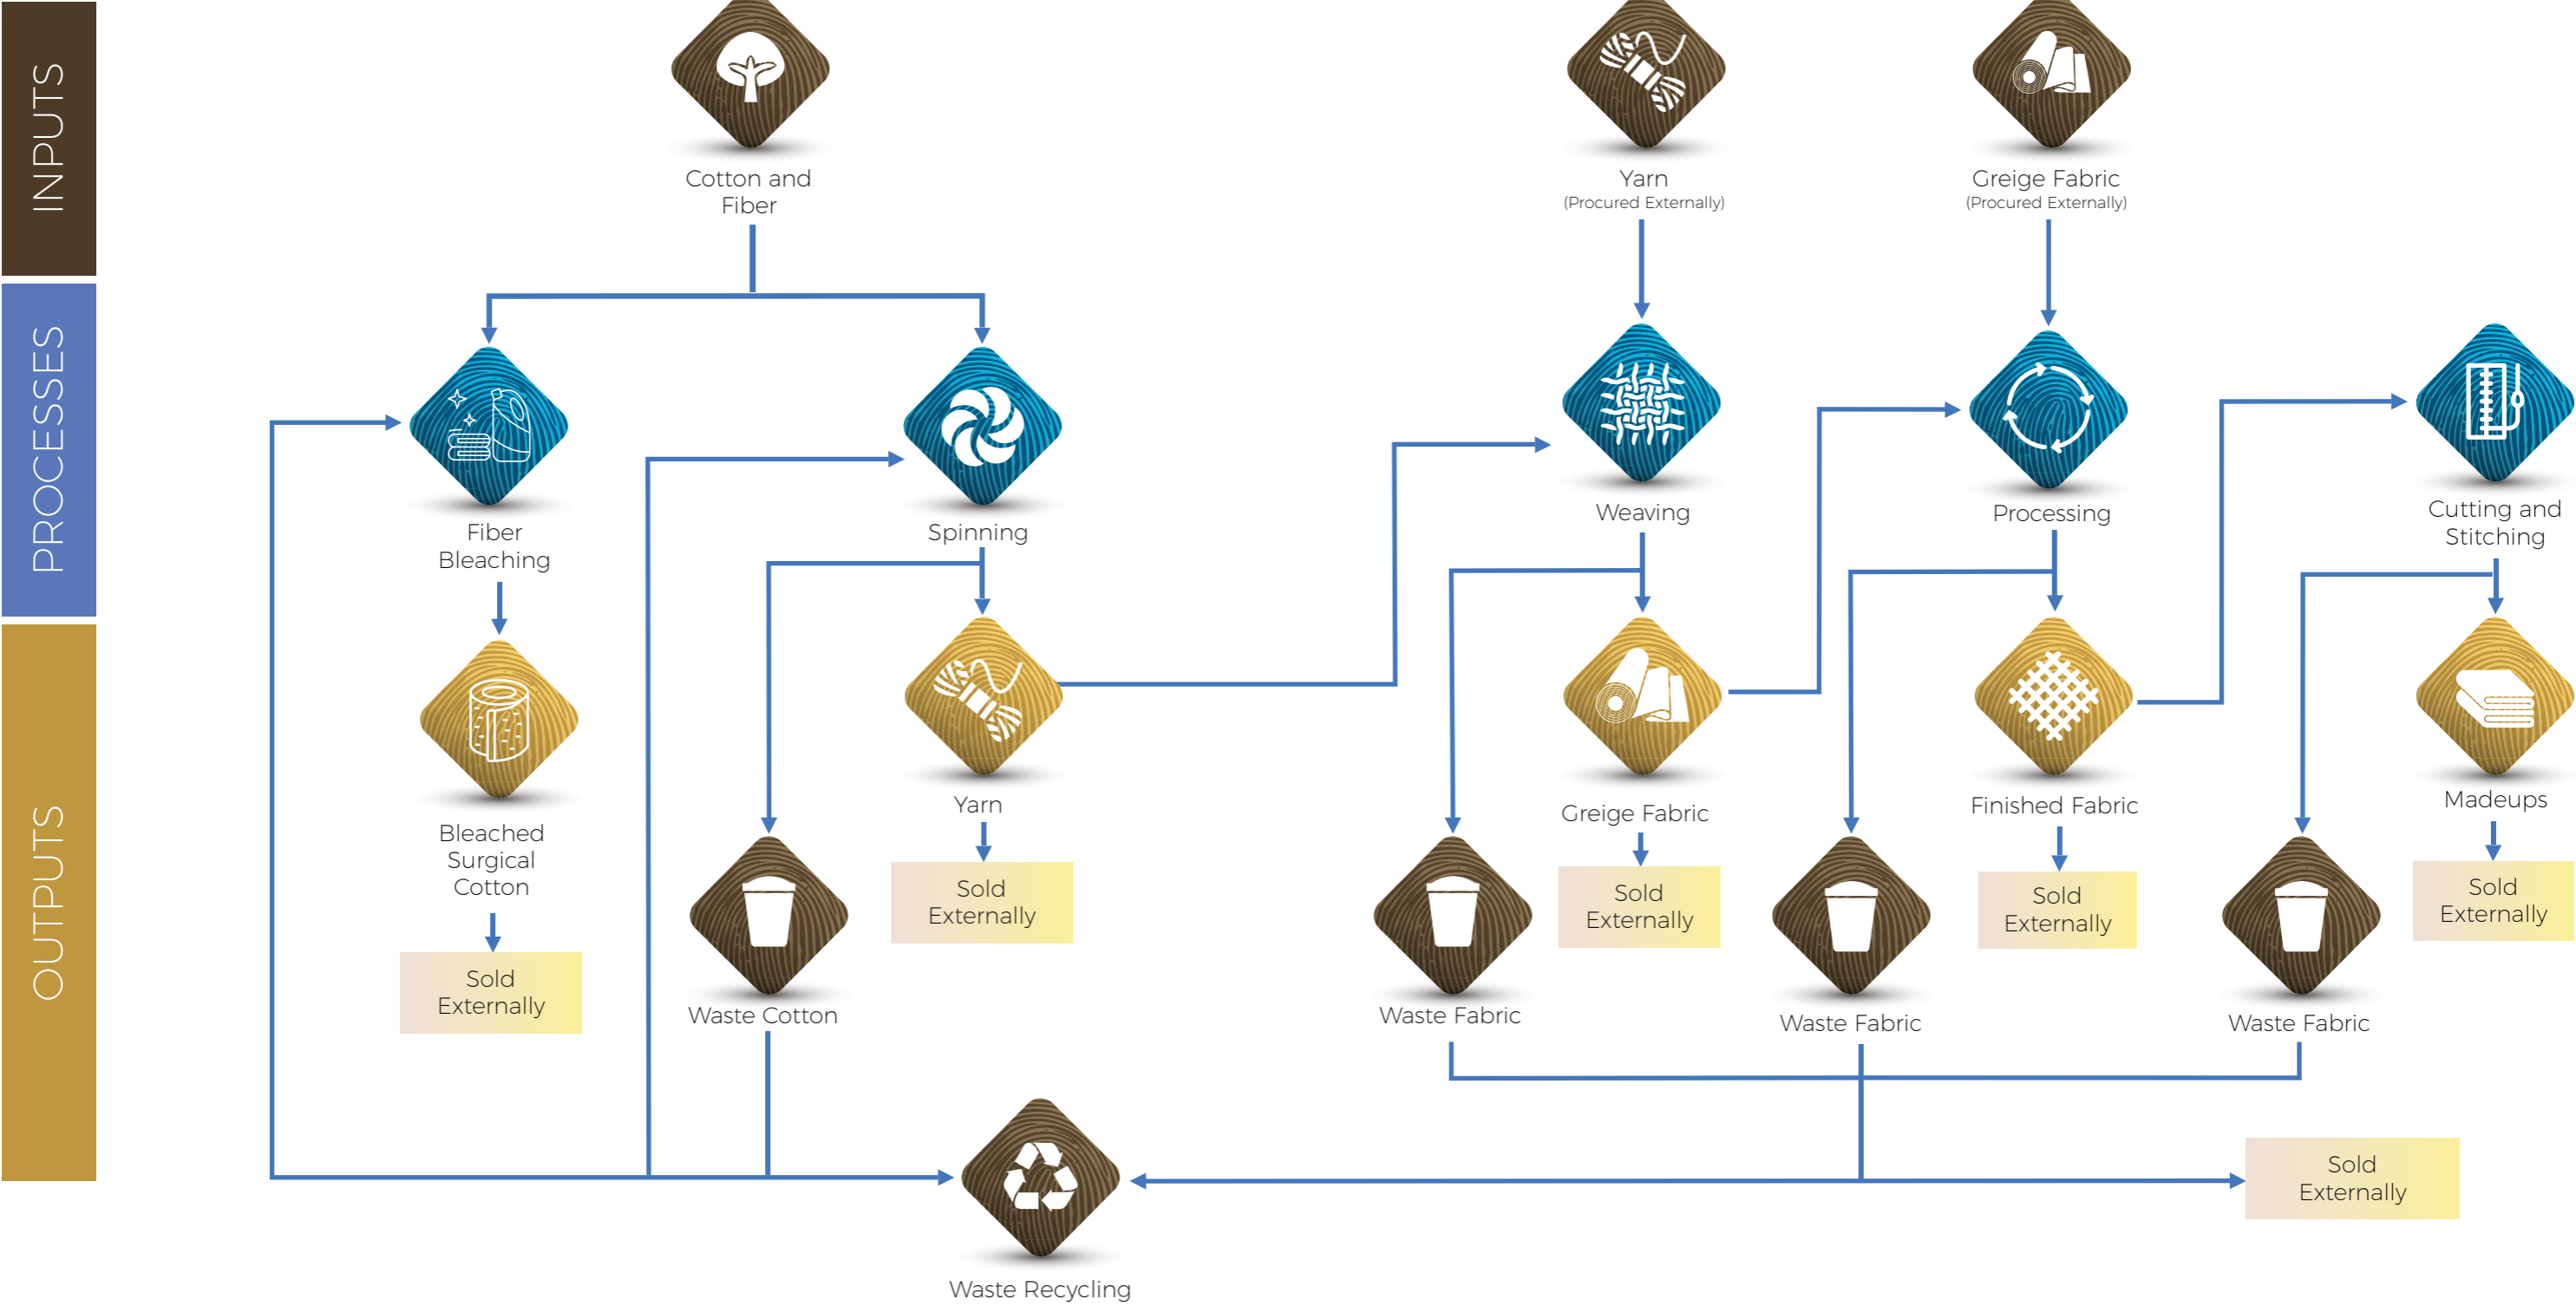 INPUTS
Cotton and
Fiber
Yarn
(Procured Externally)
Greige Fabric
(Procured Externally)
PROCESSES
Fiber
Bleaching
Spinning
Weaving
Processing
Cutting and
Stitching
OUTPUTS
Bleached
Surgical
Cotton
Sold
Externally
Waste Cotton
Yarn
Sold
Externally
Waste Fabric
Greige Fabric
Sold
Externally
Waste Fabric
Finished Fabric
Sold
Externally
Waste Fabric
Madeups
Sold
Externally
Waste Recycling
Sold
Externally